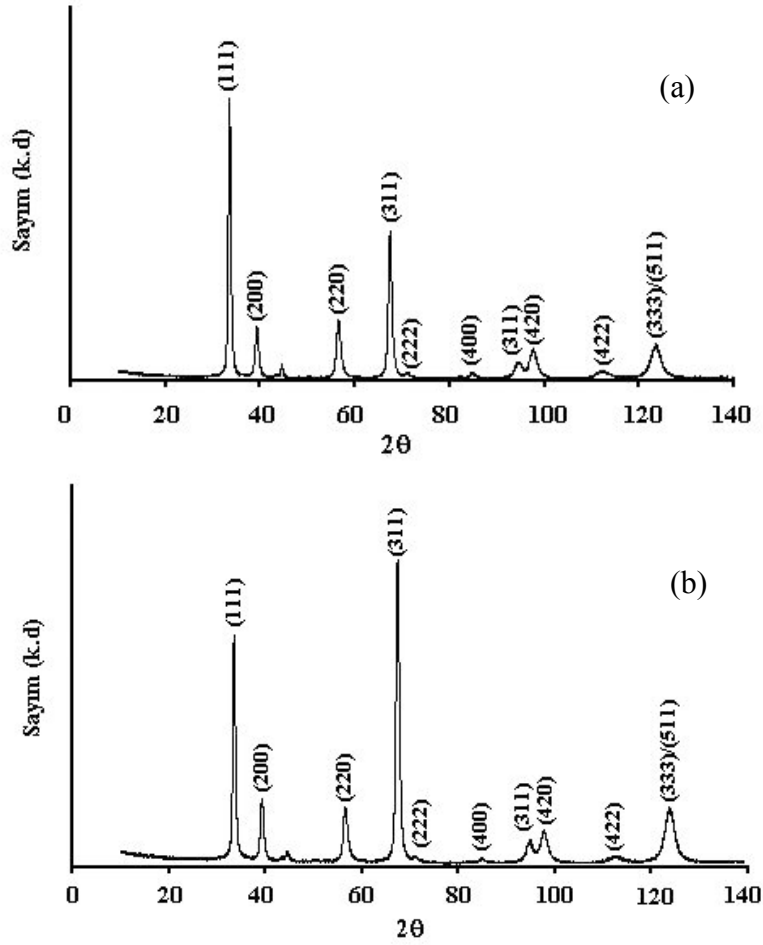 (a)
Sayım (k.d)
(111)
(200)
(220)
(311)
(222)
(400)
(311)
(420)
(422)
(333)/(511)
0 20 40 60 80 100 120 140
2θ
(b)
Sayım (k.d)
(111)
(200)
(220)
(311)
(222)
(400)
(311)
(420)
(422)
(333)/(511)
0 20 40 60 80 100 120 140
2θ